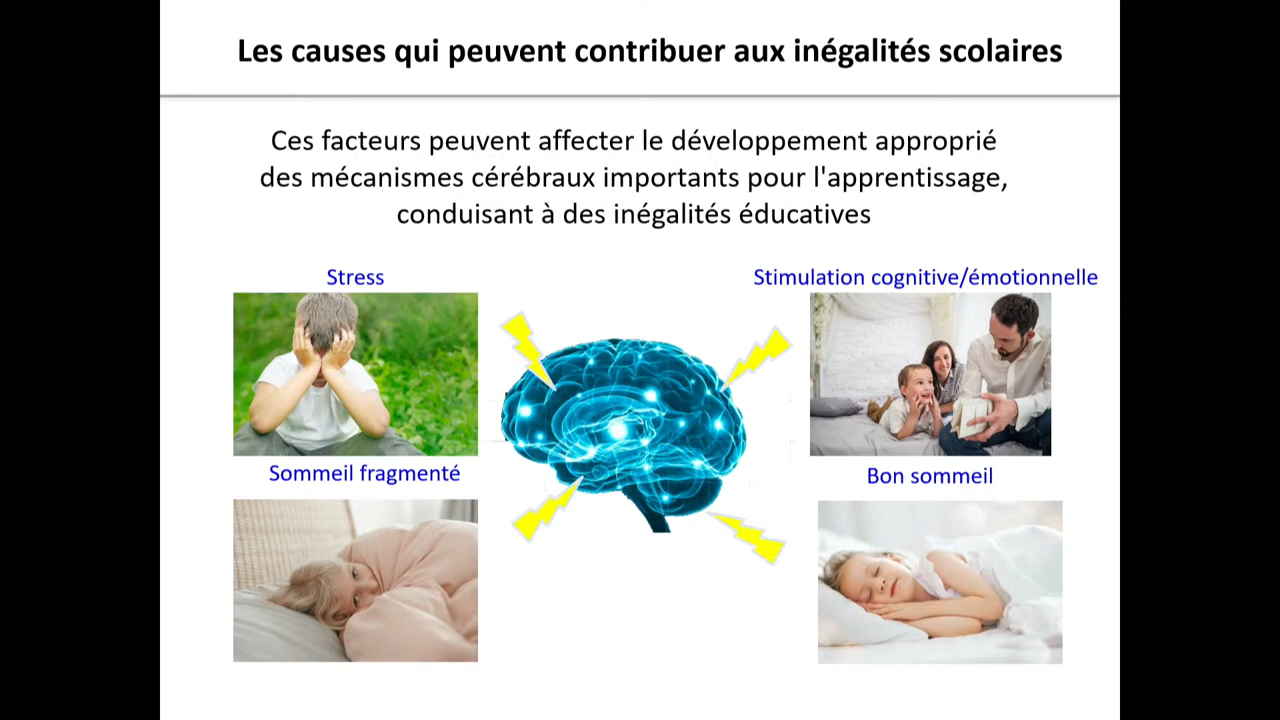 Les causes qui peuvent contribuer aux inégalités scolaires
Ces facteurs peuvent affecter le développement approprié
des mécanismes cérébraux importants pour l'apprentissage,
conduisant à des inégalités éducatives
Stress
Stimulation cognitive/émotionnelle
Sommeil fragmenté
Bon sommeil